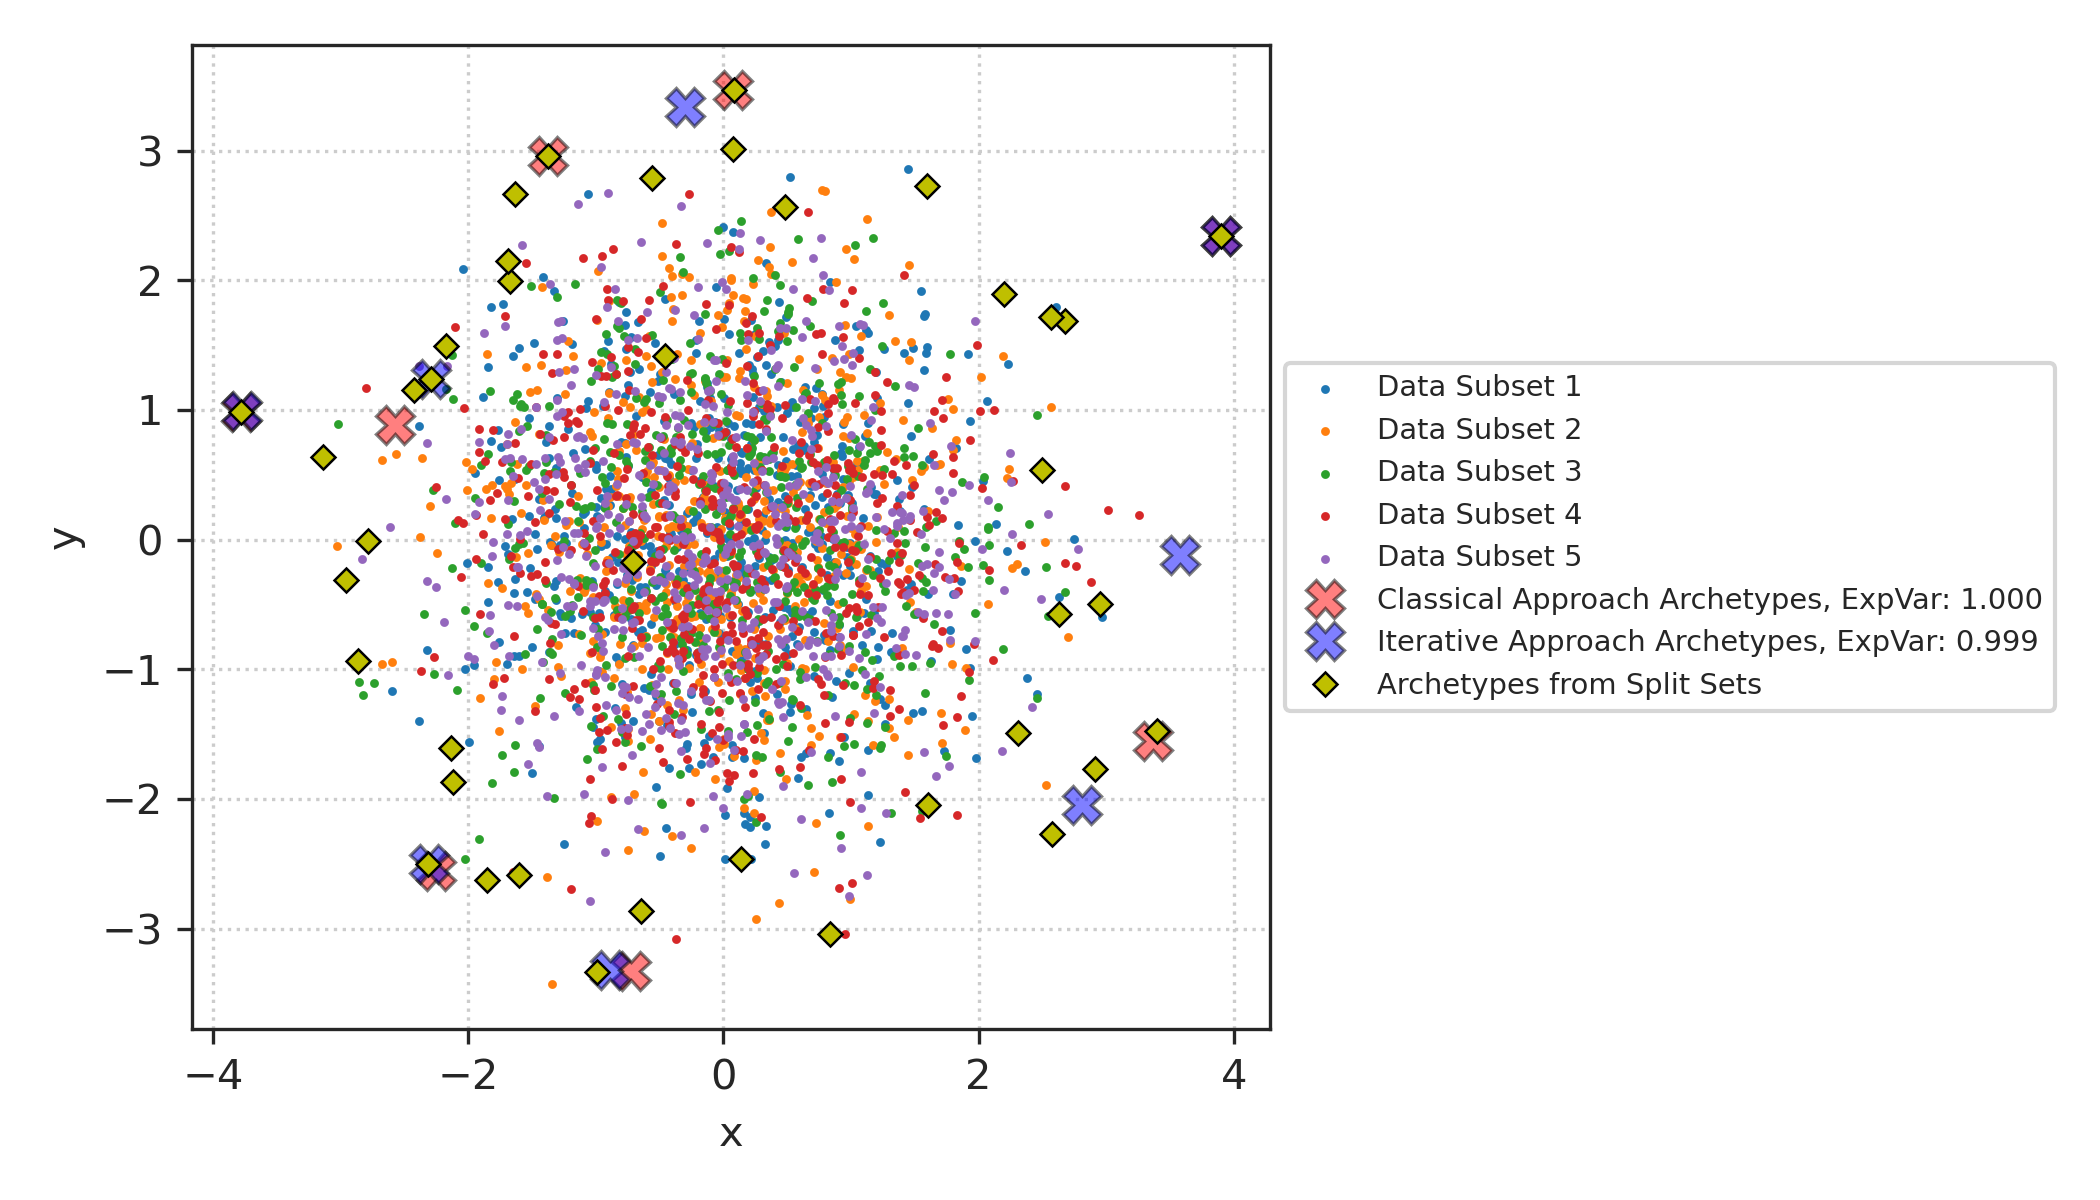 3
2
1
0
−1
−2
−3
y
−4
−2
0
2
4
x
Data Subset 1
Data Subset 2
Data Subset 3
Data Subset 4
Data Subset 5
Classical Approach Archetypes, ExpVar: 1.000
Iterative Approach Archetypes, ExpVar: 0.999
Archetypes from Split Sets